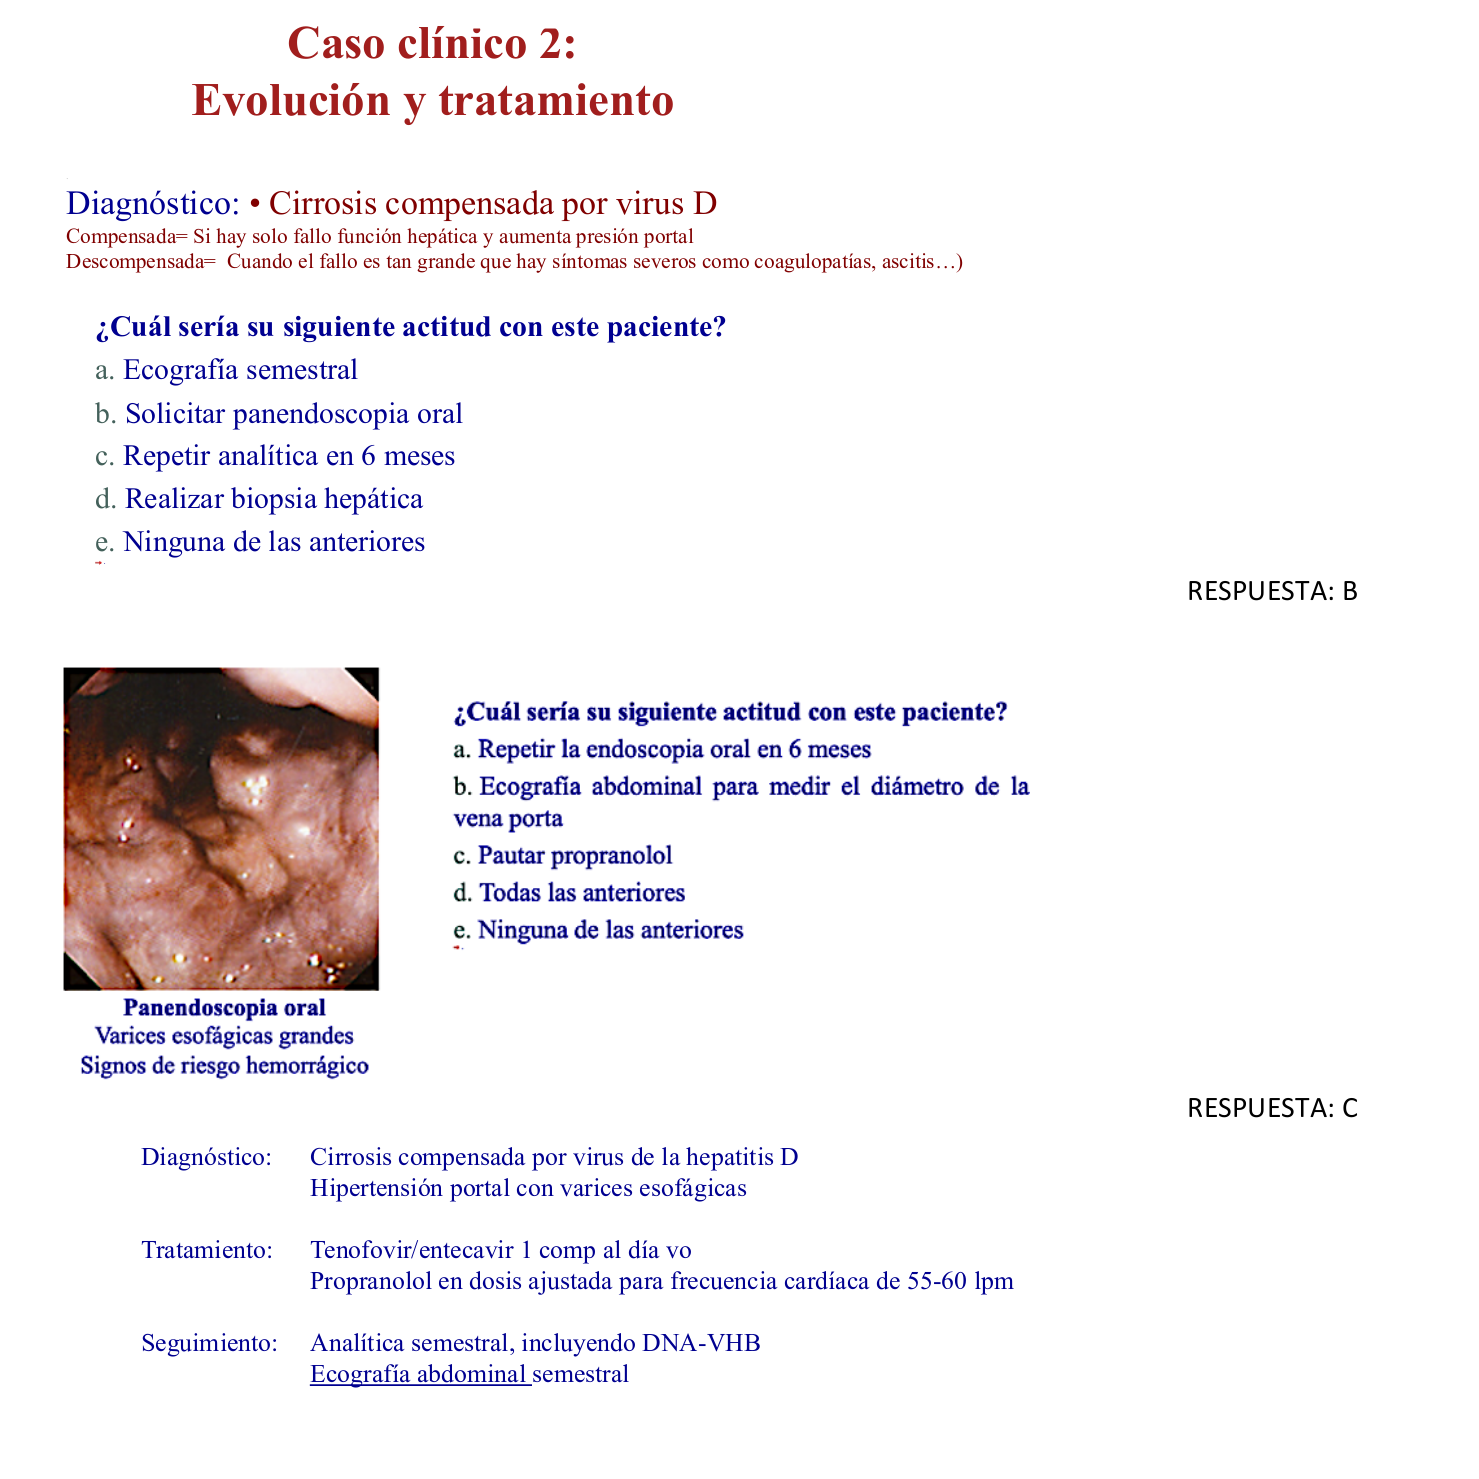 Caso clínico 2:
Evolución y tratamiento
Diagnóstico: • Cirrosis compensada por virus D
Compensada= Si hay solo fallo función hepática y aumenta presión portal
Descompensada=  Cuando el fallo es tan grande que hay síntomas severos como coagulopatías, ascitis…)
¿Cuál sería su siguiente actitud con este paciente?
a. Ecografía semestral
b. Solicitar panendoscopia oral
c. Repetir analítica en 6 meses
d. Realizar biopsia hepática
e. Ninguna de las anteriores
RESPUESTA: B
¿Cuál sería su siguiente actitud con este paciente?
a. Repetir la endoscopia oral en 6 meses
b. Ecografía abdominal para medir el diámetro de la
vena porta
c. Pautar propranolol
d. Todas las anteriores
e. Ninguna de las anteriores
Panendoscopia oral
Varices esofágicas grandes
Signos de riesgo hemorrágico
RESPUESTA: C
Diagnóstico: Cirrosis compensada por virus de la hepatitis D
Hipertensión portal con varices esofágicas
Tratamiento: Tenofovir/entecavir 1 comp al día vo
Propranolol en dosis ajustada para frecuencia cardíaca de 55-60 lpm
Seguimiento: Analítica semestral, incluyendo DNA-VHB
Ecografía abdominal semestral